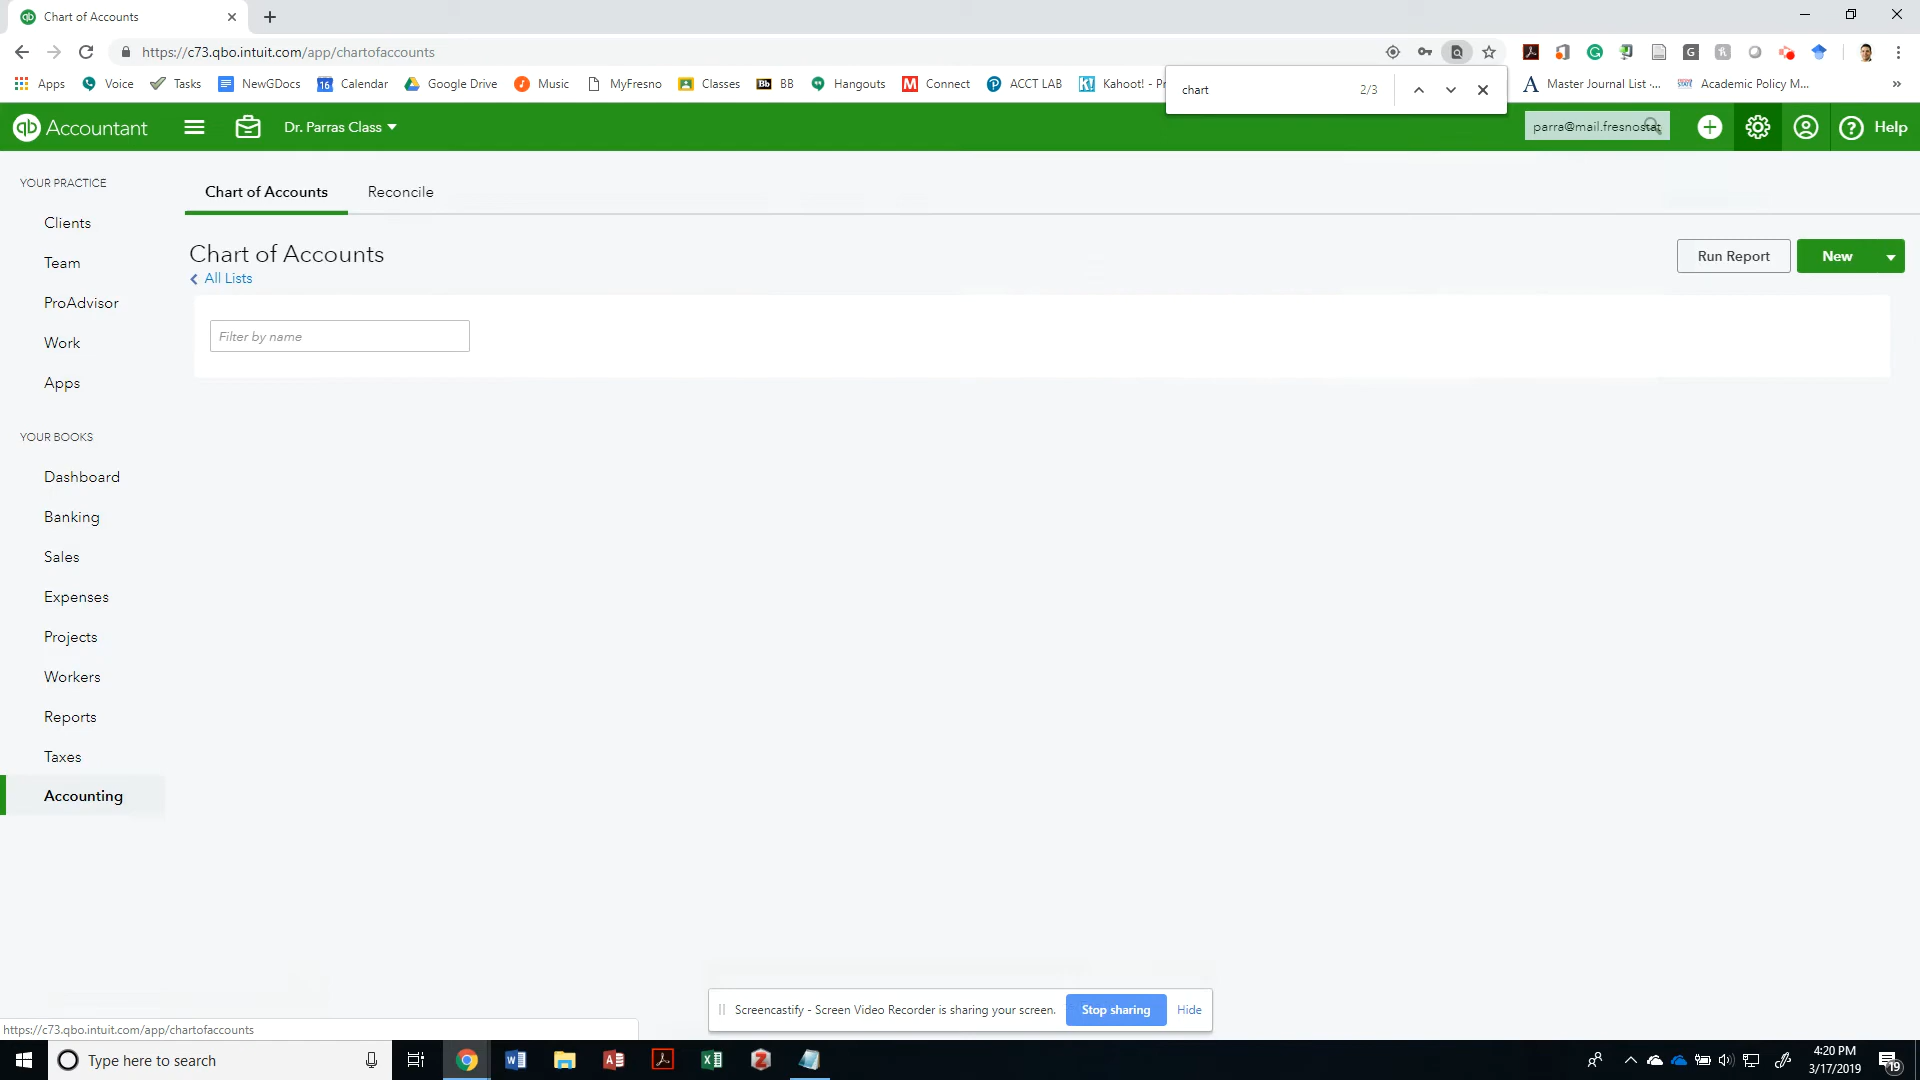 Chart of Accounts
https://c73.qbo.intuit.com/app/chartofaccounts
Apps Voice Tasks NewGDocs 16 Calendar Google Drive Music MyFresno Classes Bb BB Hangouts M Connect P ACCT LAB K! Kahoot! - Pr A Master Journal List -... Academic Policy M... »
chart 2/3
qb Accountant Dr. Parras Class parra@mail.fresnostat Help
YOUR PRACTICE
Clients
Team
ProAdvisor
Work
Apps
YOUR BOOKS
Dashboard
Banking
Sales
Expenses
Projects
Workers
Reports
Taxes
Accounting
Chart of Accounts Reconcile
Chart of Accounts
All Lists
Run Report New
Filter by name
Screencastify - Screen Video Recorder is sharing your screen. Stop sharing Hide
https://c73.qbo.intuit.com/app/chartofaccounts
Type here to search
4:20 PM
3/17/2019
19